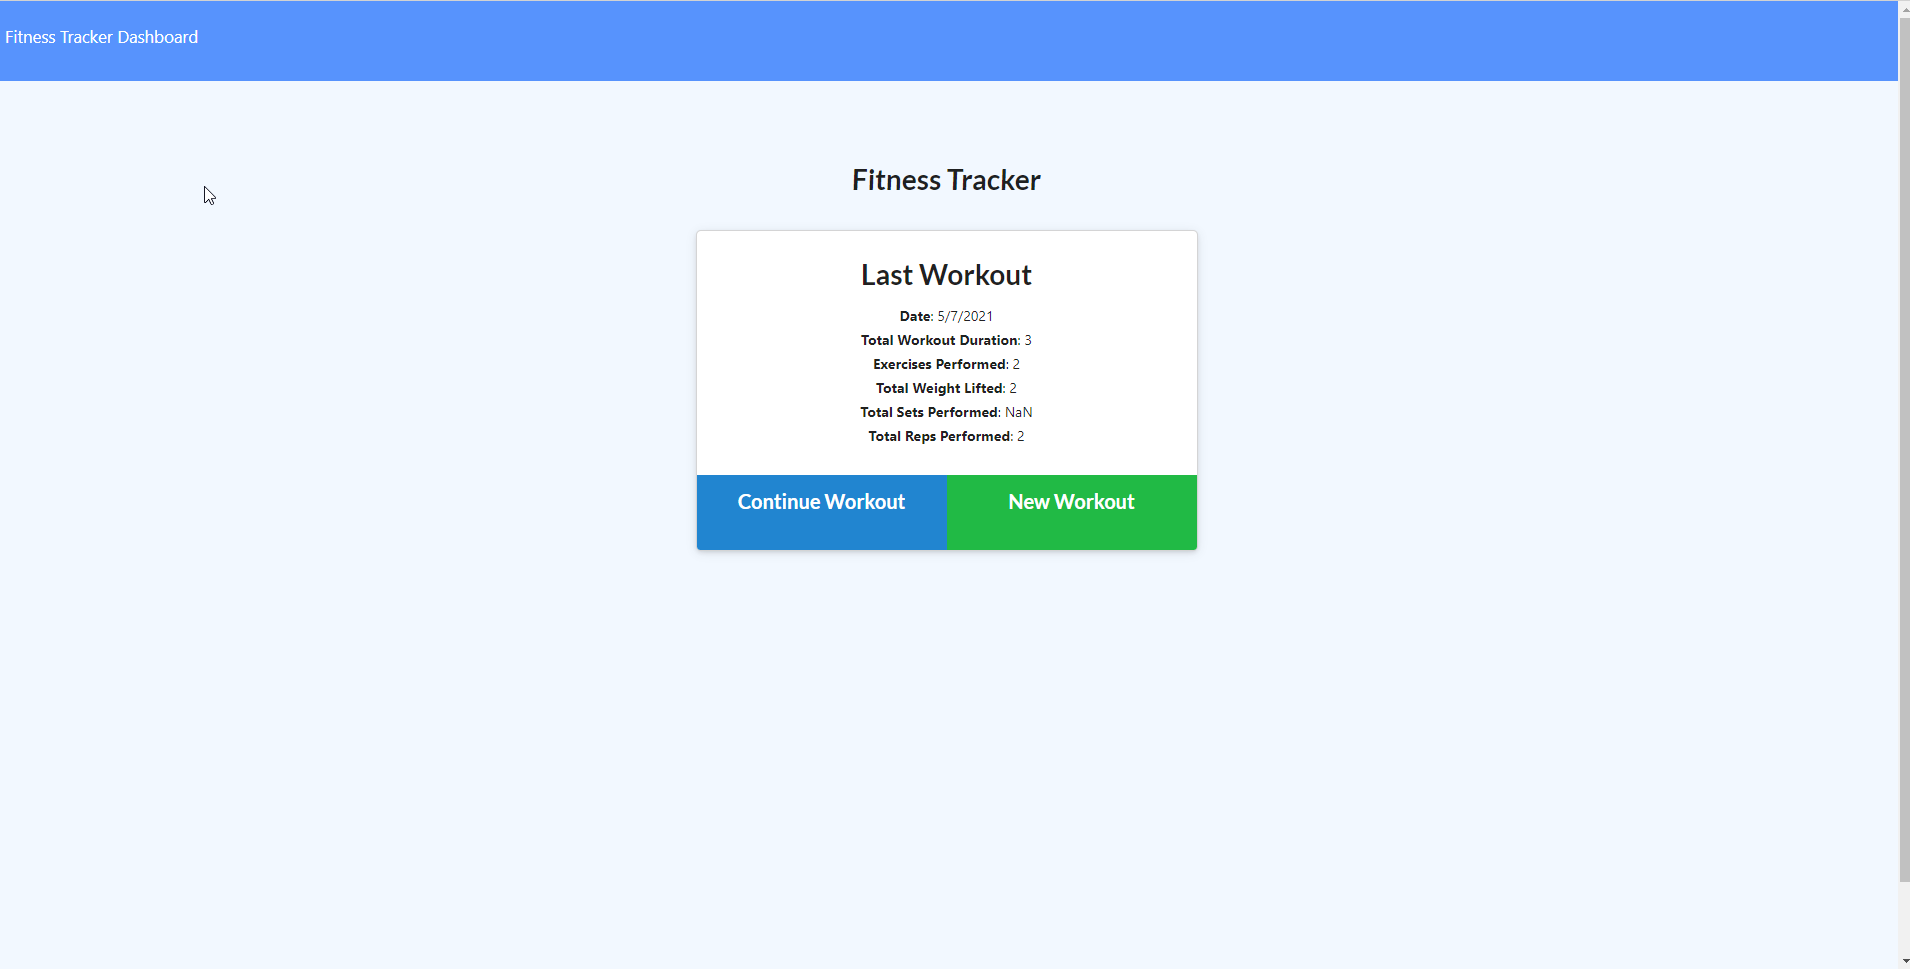 Fitness Tracker Dashboard
Fitness Tracker
Last Workout
Date: 5/7/2021
Total Workout Duration: 3
Exercises Performed: 2
Total Weight Lifted: 2
Total Sets Performed: NaN
Total Reps Performed: 2
Continue Workout
New Workout